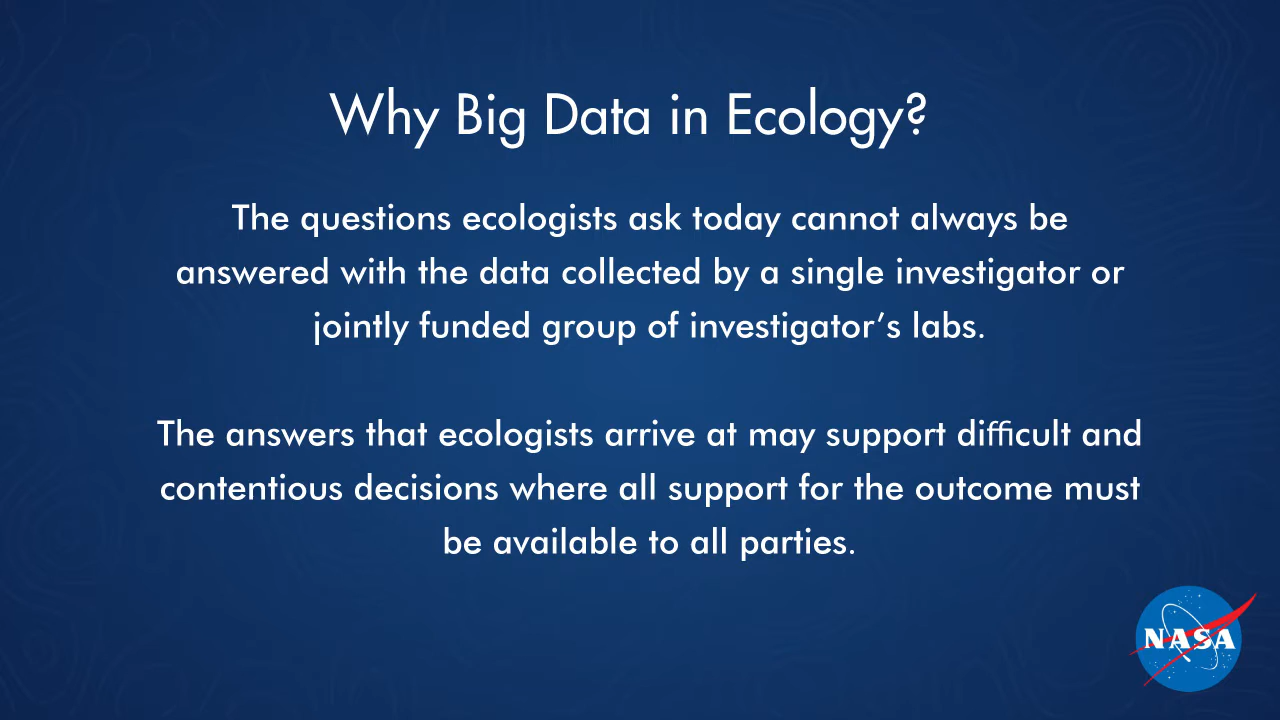 Why Big Data in Ecology?
The questions ecologists ask today cannot always be
answered with the data collected by a single investigator or
jointly funded group of investigator’s labs.
The answers that ecologists arrive at may support difficult and
contentious decisions where all support for the outcome must
be available to all parties.
NASA